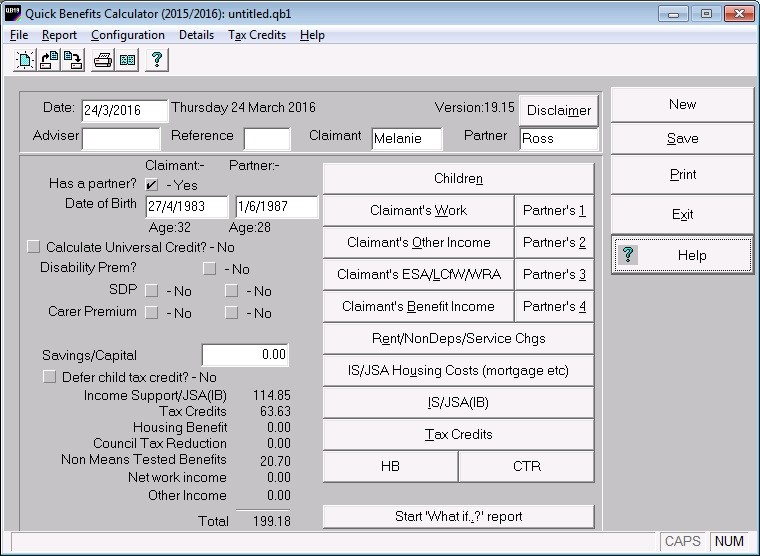 QB19 Quick Benefits Calculator (2015/2016): untitled.qb1
File Report Configuration Details Tax Credits Help
Date: 24/3/2016 Thursday 24 March 2016 Version:19.15 Disclaimer
Adviser Reference Claimant Melanie Partner Ross
Claimant:- Partner:-
Has a partner? - Yes
Date of Birth 27/4/1983 1/6/1987
Age:32 Age:28
Calculate Universal Credit? - No
Disability Prem? - No
SDP - No - No
Carer Premium - No - No
Savings/Capital 0.00
Defer child tax credit? - No
Income Support/JSA(IB) 114.85
Tax Credits 63.63
Housing Benefit 0.00
Council Tax Reduction 0.00
Non Means Tested Benefits 20.70
Net work income 0.00
Other Income 0.00
Total 199.18
Children
Claimant's Work Partner's 1
Claimant's Other Income Partner's 2
Claimant's ESA/LCfW/WRA Partner's 3
Claimant's Benefit Income Partner's 4
Rent/NonDeps/Service Chgs
IS/JSA Housing Costs (mortgage etc)
IS/JSA(IB)
Tax Credits
HB CTR
Start 'What if..?' report
New
Save
Print
Exit
? Help
CAPS NUM